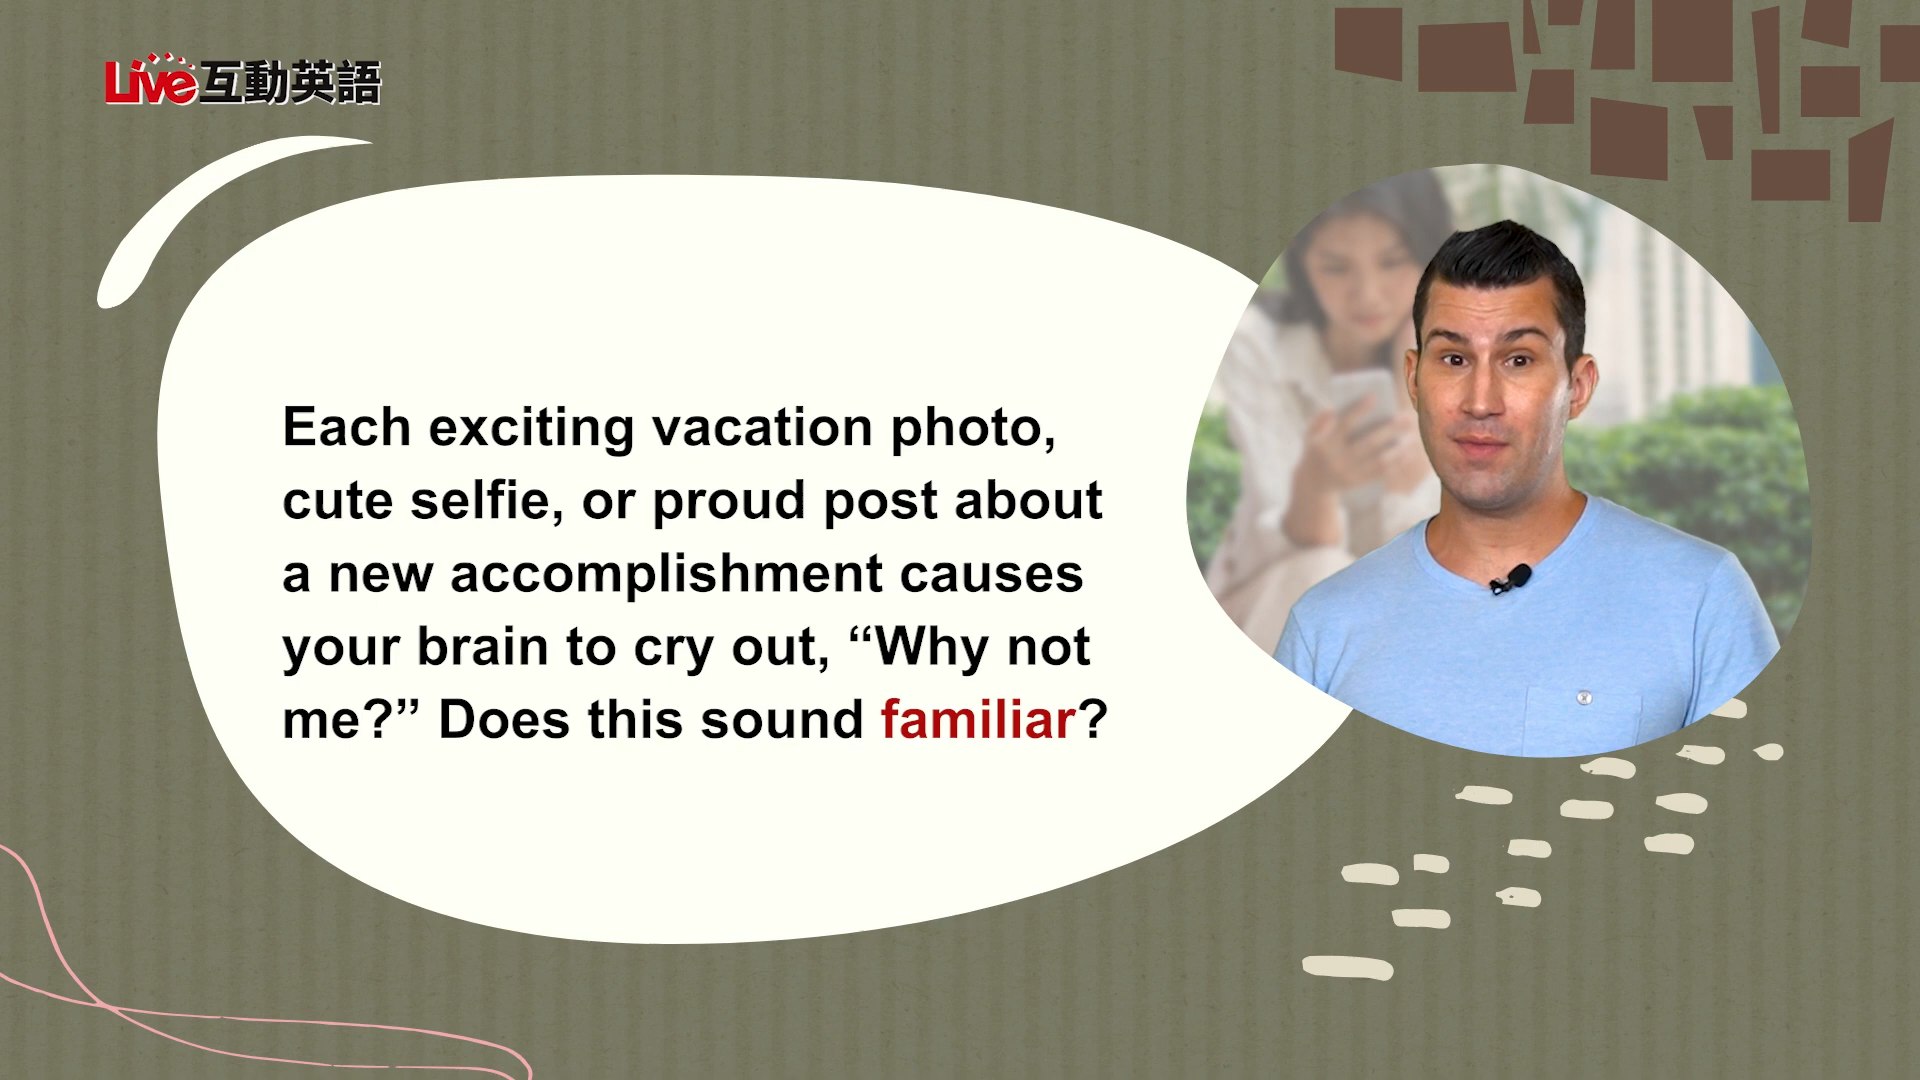 Live互動英語
Each exciting vacation photo,
cute selfie, or proud post about
a new accomplishment causes
your brain to cry out, “Why not
me?” Does this sound familiar?